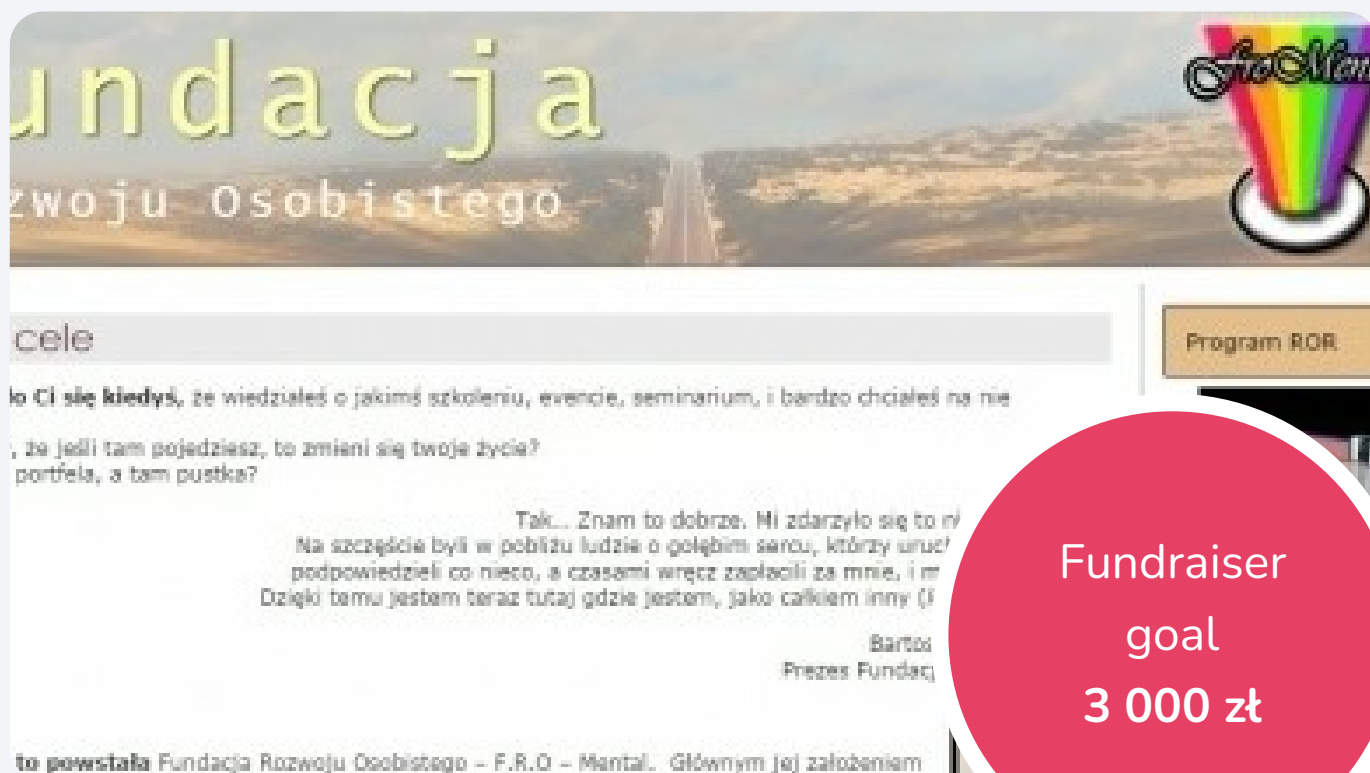 undacja
zwoju Osobistego
cele
Program ROR
Ci się kiedyś, że wiedziałeś o jakimś szkoleniu, evencie, seminarium, i bardzo chciałeś na nie
, że jeśli tam pojedziesz, to zmieni się twoje życie?
portfela, a tam pustka?
Tak... Znam to dobrze. Mi zdarzyło się to
Na szczęście byli w pobliżu ludzie o gołębim sercu, którzy
podpowiedzieli co nieco, a czasami wręcz zapłacili za mnie, i
Dzięki temu jestem teraz tutaj gdzie jestem, jako całkiem inny
Bartos
Prezes Fundac
to powstała Fundacja Rozwoju Osobistego – F.R.O – Mental. Głównym jej założeniem
Fundraiser
goal
3 000 zł